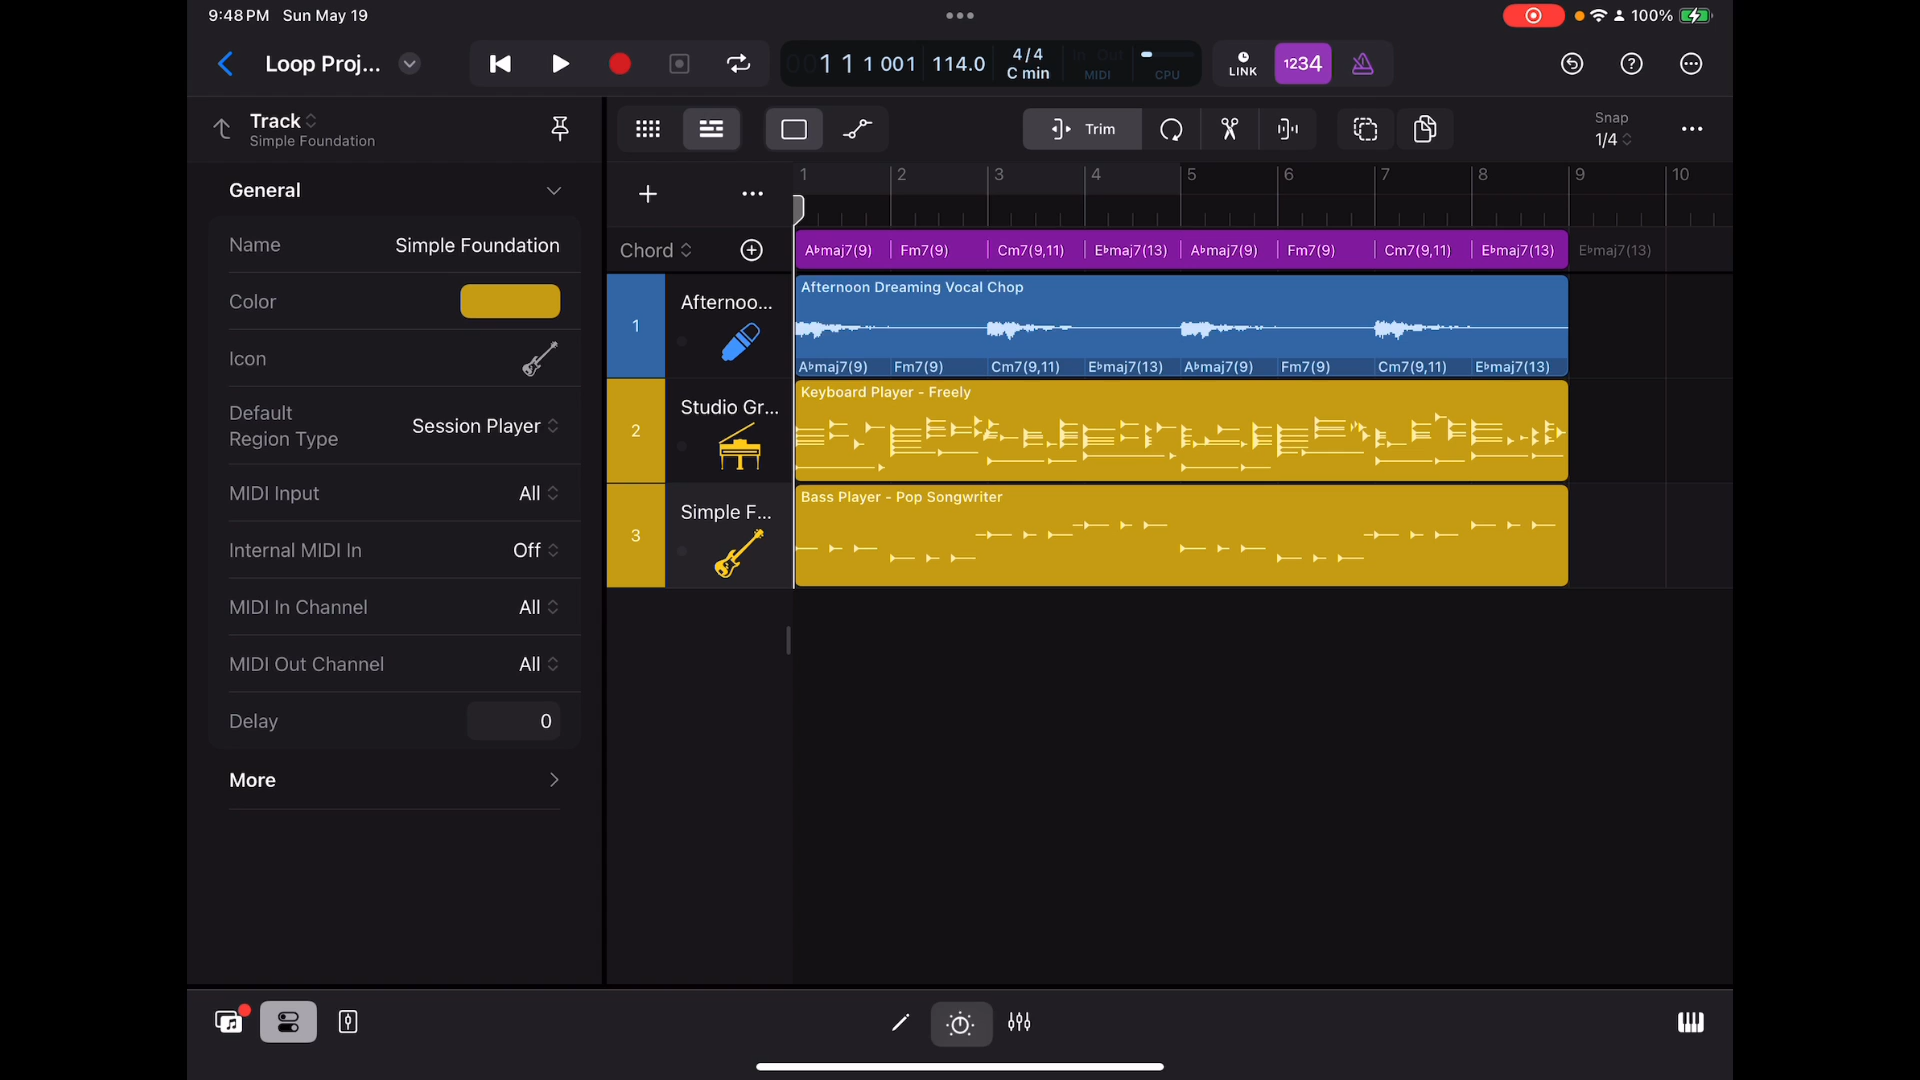 9:48 PM Sun May 19
100%
Loop Proj...
1 1 1 001
114.0
4/4
C min
In Out
MIDI
CPU
LINK
1234
Track
Simple Foundation
Trim
Snap
1/4
General
1 2 3 4 5 6 7 8 9 10
Name Simple Foundation
Chord
A♭maj7(9) Fm7(9) Cm7(9,11) E♭maj7(13) A♭maj7(9) Fm7(9) Cm7(9,11) E♭maj7(13) E♭maj7(13)
Color
1
Afternoo...
Afternoon Dreaming Vocal Chop
A♭maj7(9) Fm7(9) Cm7(9,11) E♭maj7(13) A♭maj7(9) Fm7(9) Cm7(9,11) E♭maj7(13)
Icon
Default
Region Type
Session Player
2
Studio Gr...
Keyboard Player - Freely
MIDI Input All
3
Simple F...
Bass Player - Pop Songwriter
Internal MIDI In Off
MIDI In Channel All
MIDI Out Channel All
Delay 0
More